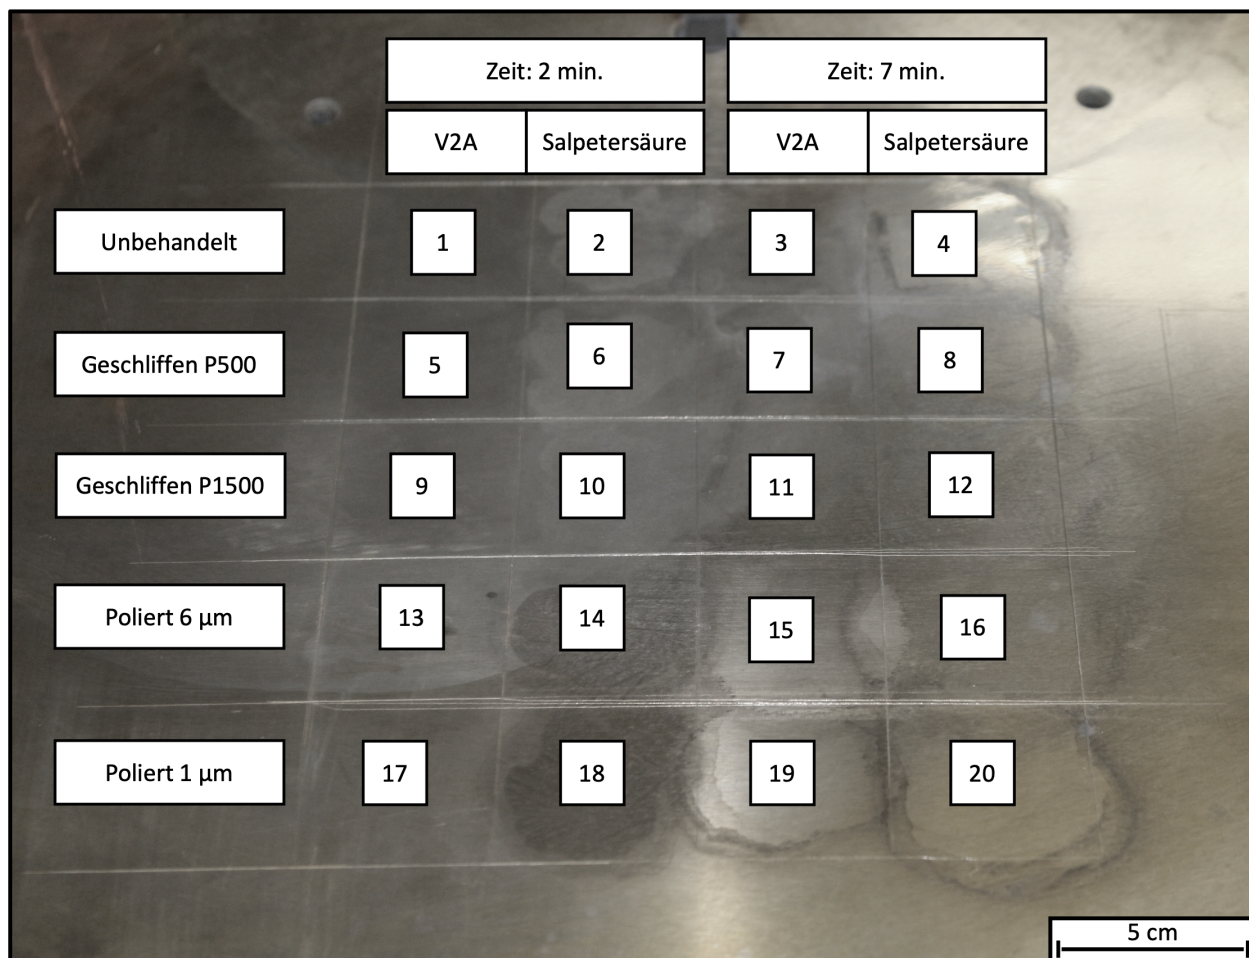 Zeit: 2 min.
Zeit: 7 min.
V2A
Salpetersäure
V2A
Salpetersäure
Unbehandelt
1
2
3
4
Geschliffen P500
5
6
7
8
Geschliffen P1500
9
10
11
12
Poliert 6 µm
13
14
15
16
Poliert 1 µm
17
18
19
20
5 cm